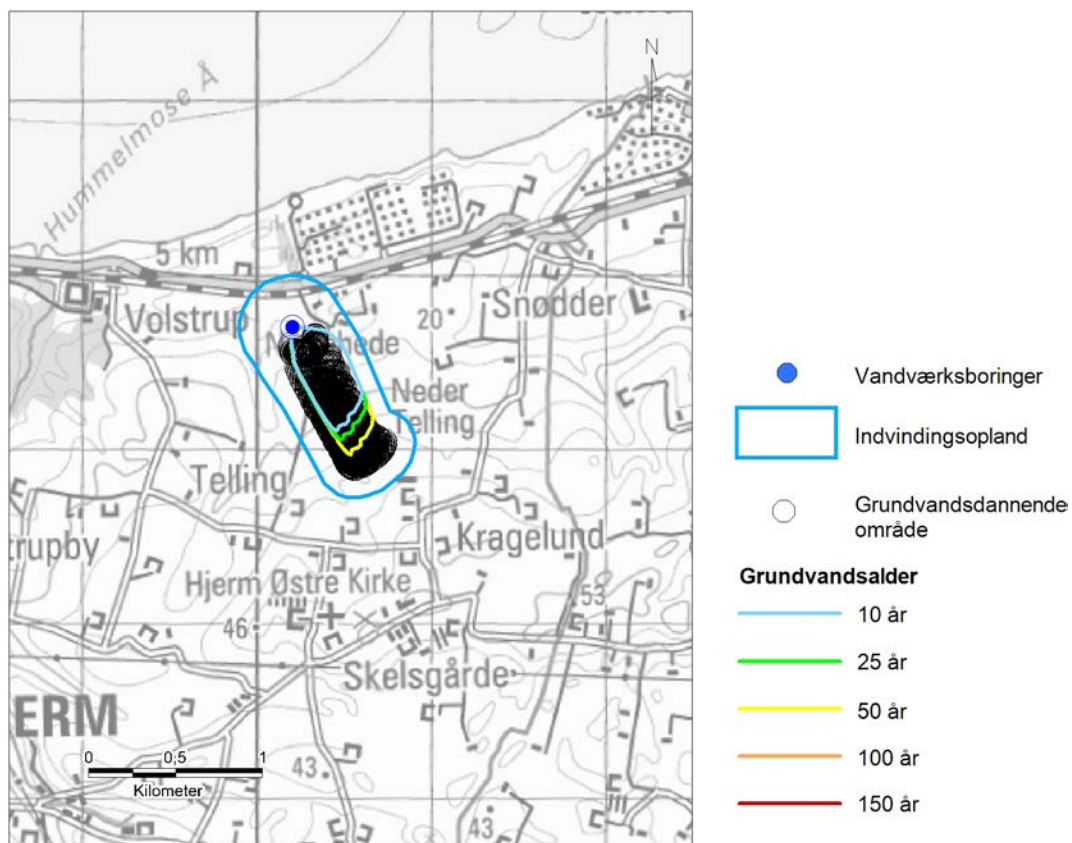 N
Hummelmose Å
5 km
Volstrup
20
Snødder
Neder
Telling
Telling
trupby
Kragelund
Hjerm Østre Kirke
53
46
Skelsgårde
ERM
43
43
0 0,5 1
Kilometer
Vandværksboringer
Indvindingsopland
Grundvandsdannende
område
Grundvandsalder
10 år
25 år
50 år
100 år
150 år